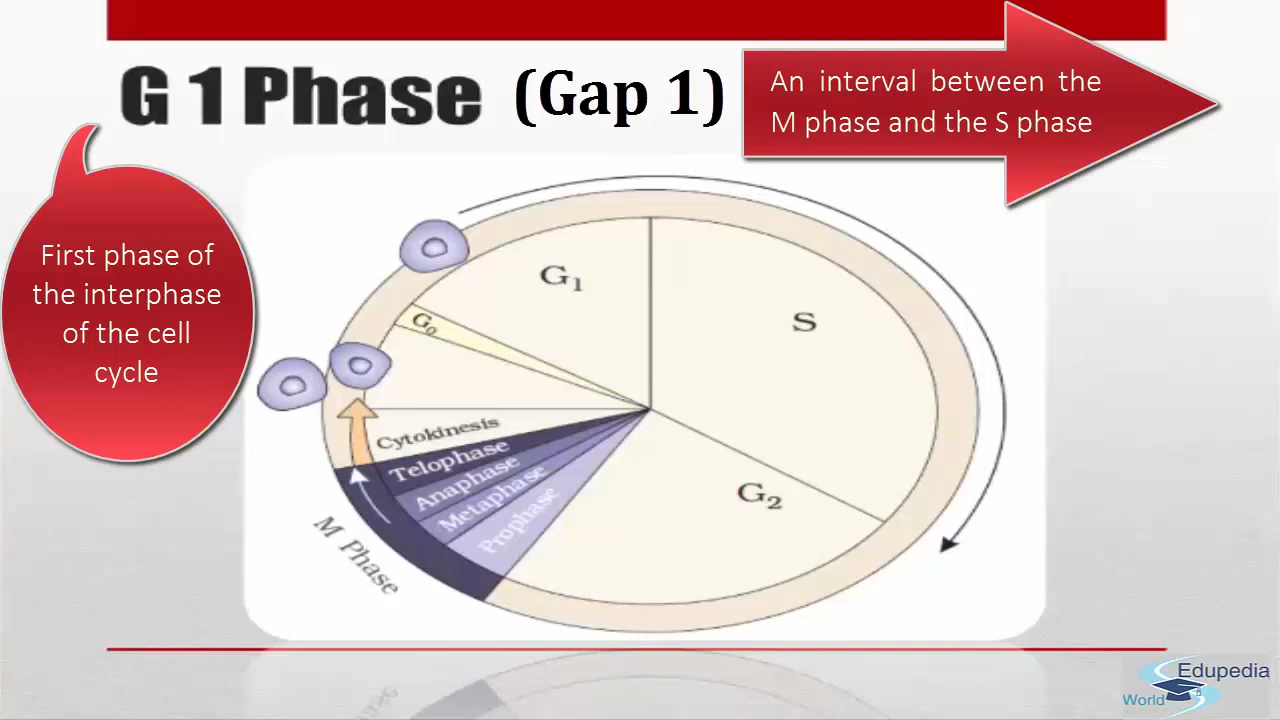 G 1 Phase (Gap 1)
An interval between the
M phase and the S phase
First phase of
the interphase
of the cell
cycle
G1
S
G0
Cytokinesis
Telophase
Anaphase
Metaphase
Prophase
G2
M Phase
Edupedia
World